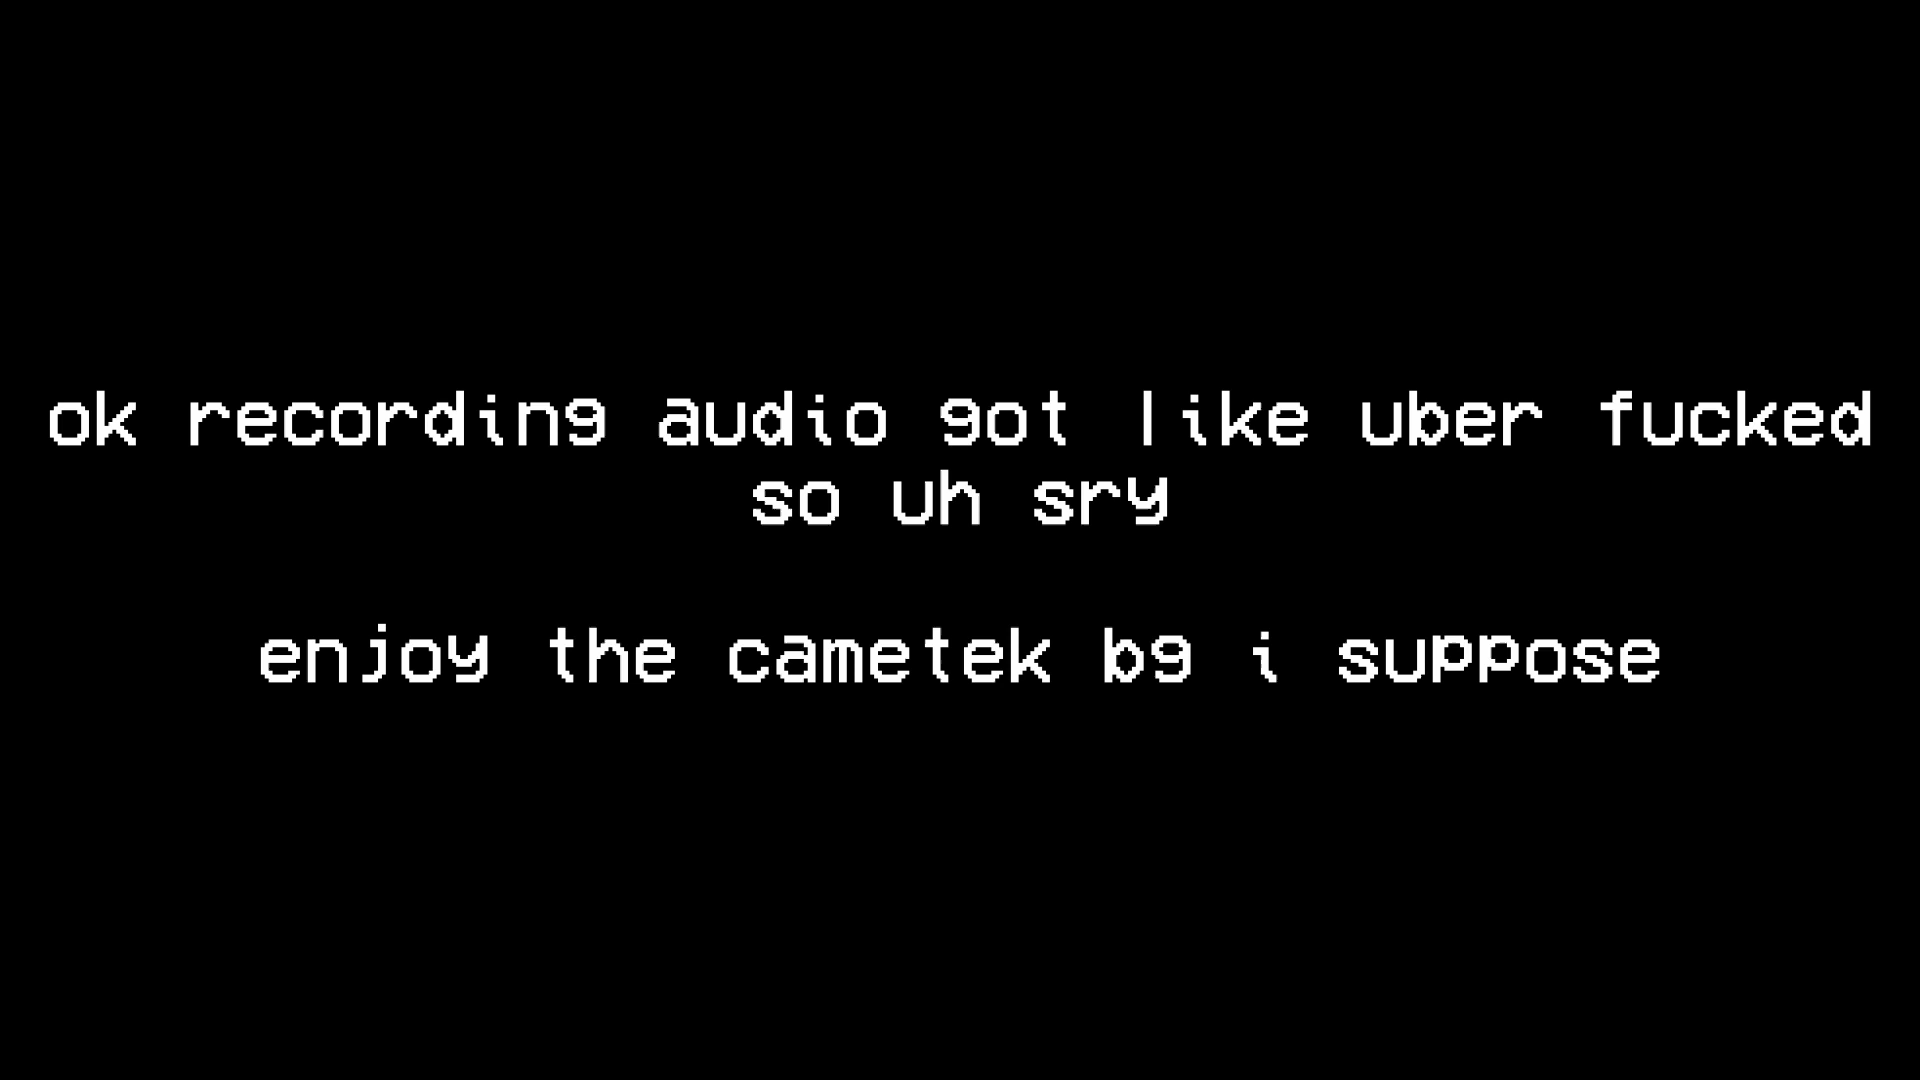 ok recording audio got like uber fucked
so uh sry
enjoy the cametek bg i suppose